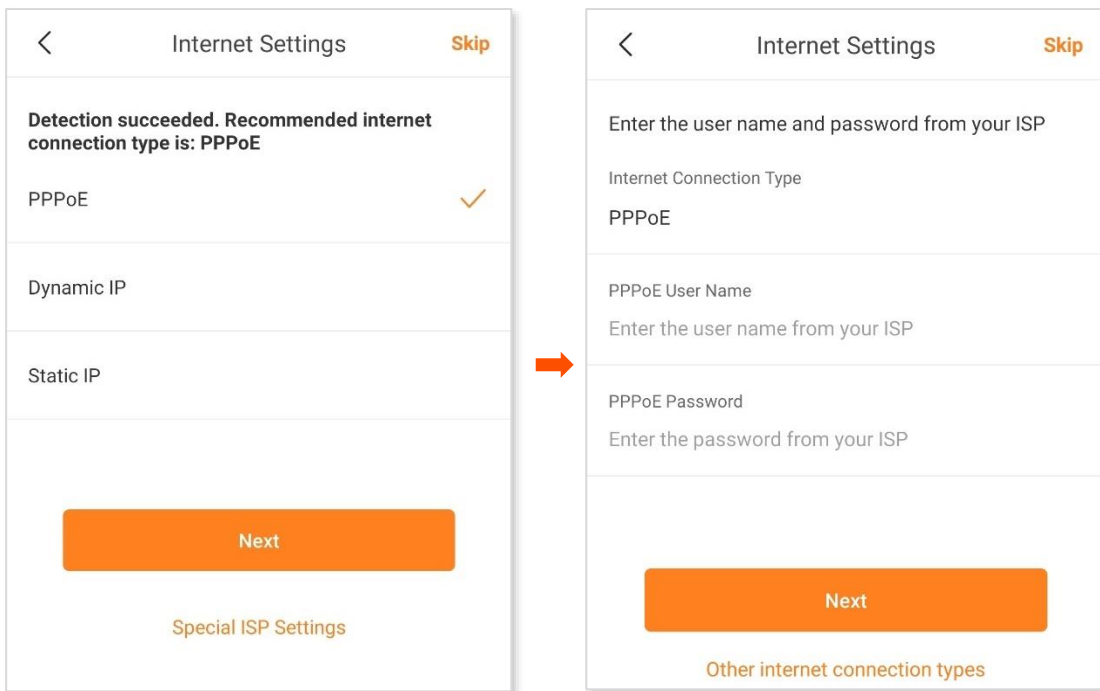 Internet Settings
Skip
Detection succeeded. Recommended internet
connection type is: PPPoE
PPPoE
Dynamic IP
Static IP
Next
Special ISP Settings
Internet Settings
Skip
Enter the user name and password from your ISP
Internet Connection Type
PPPoE
PPPoE User Name
Enter the user name from your ISP
PPPoE Password
Enter the password from your ISP
Next
Other internet connection types